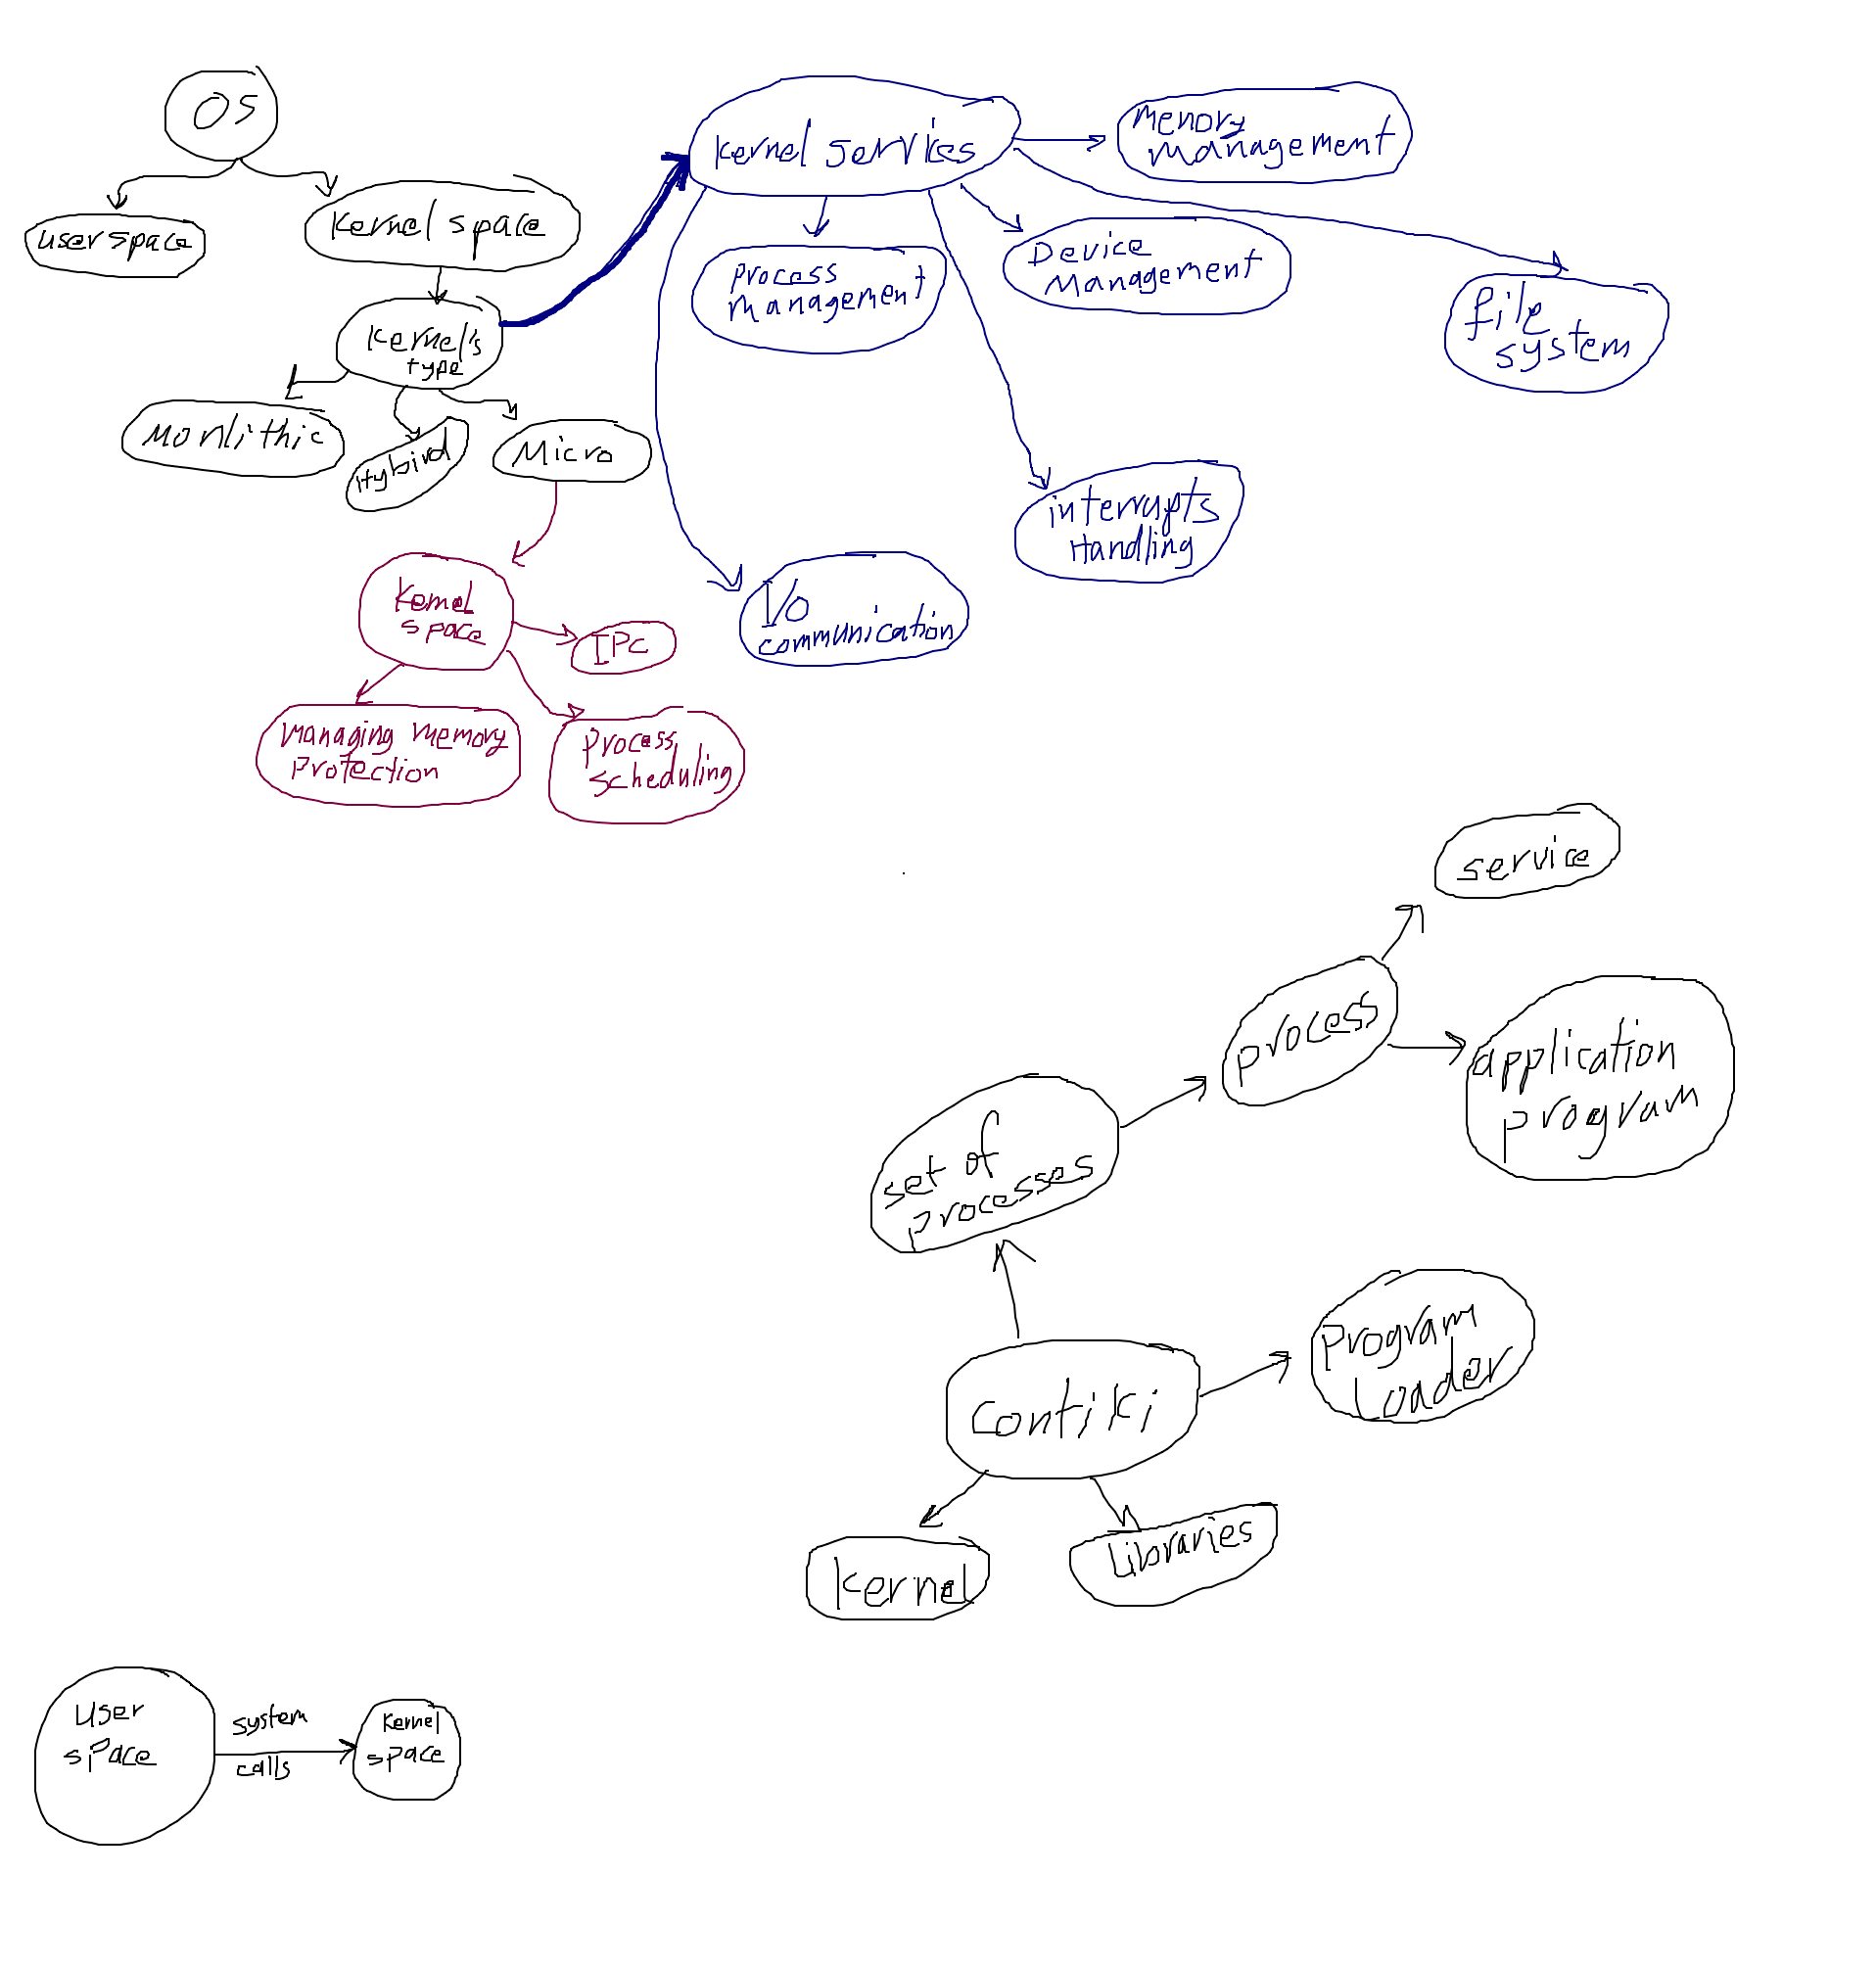 OS
user space
kernel space
kernel's
type
Monlithic
Hybird
Micro
kernel
space
IPC
Managing Memory
Protection
Process
scheduling
kernel services
Memory
Management
Process
Management
Device
Management
file
system
interrupts
Handling
I/O
communication
service
process
application
program
set of
processes
contiki
program
Loader
kernel
Libraries
user
space
system
calls
kernel
space